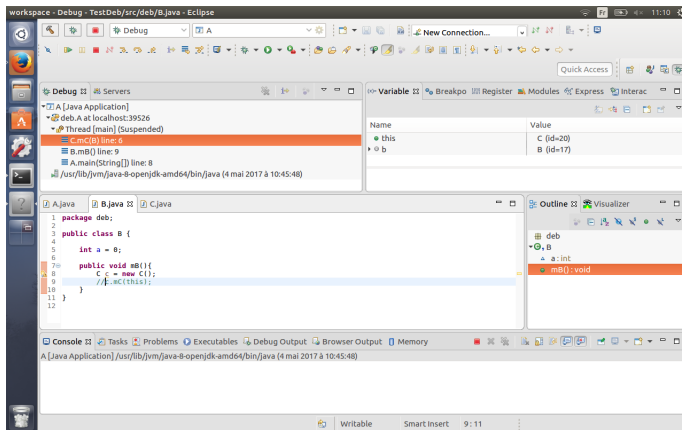 workspace - Debug - TestDeb/src/deb/B.java - Eclipse
Fr
11:10
Debug
A
New Connection...
Quick Access
Debug
Servers
A [Java Application]
deb.A at localhost:39526
Thread [main] (Suspended)
C.mC(B) line: 6
B.mB() line: 9
A.main(String[]) line: 8
/usr/lib/jvm/java-8-openjdk-amd64/bin/java (4 mai 2017 à 10:45:48)
Variable
Breakpo
Register
Modules
Express
Interac
Name
Value
this
C (id=20)
b
B (id=17)
A.java
B.java
C.java
1 package deb;
2
3 public class B {
4
5 int a = 0;
6
7 public void mB(){
8 C c = new C();
9 //c.mC(this);
10 }
11 }
12
Outline
Visualizer
deb
B
a : int
mB() : void
Console
Tasks
Problems
Executables
Debug Output
Browser Output
Memory
A [Java Application] /usr/lib/jvm/java-8-openjdk-amd64/bin/java (4 mai 2017 à 10:45:48)
Writable
Smart Insert
9 : 11